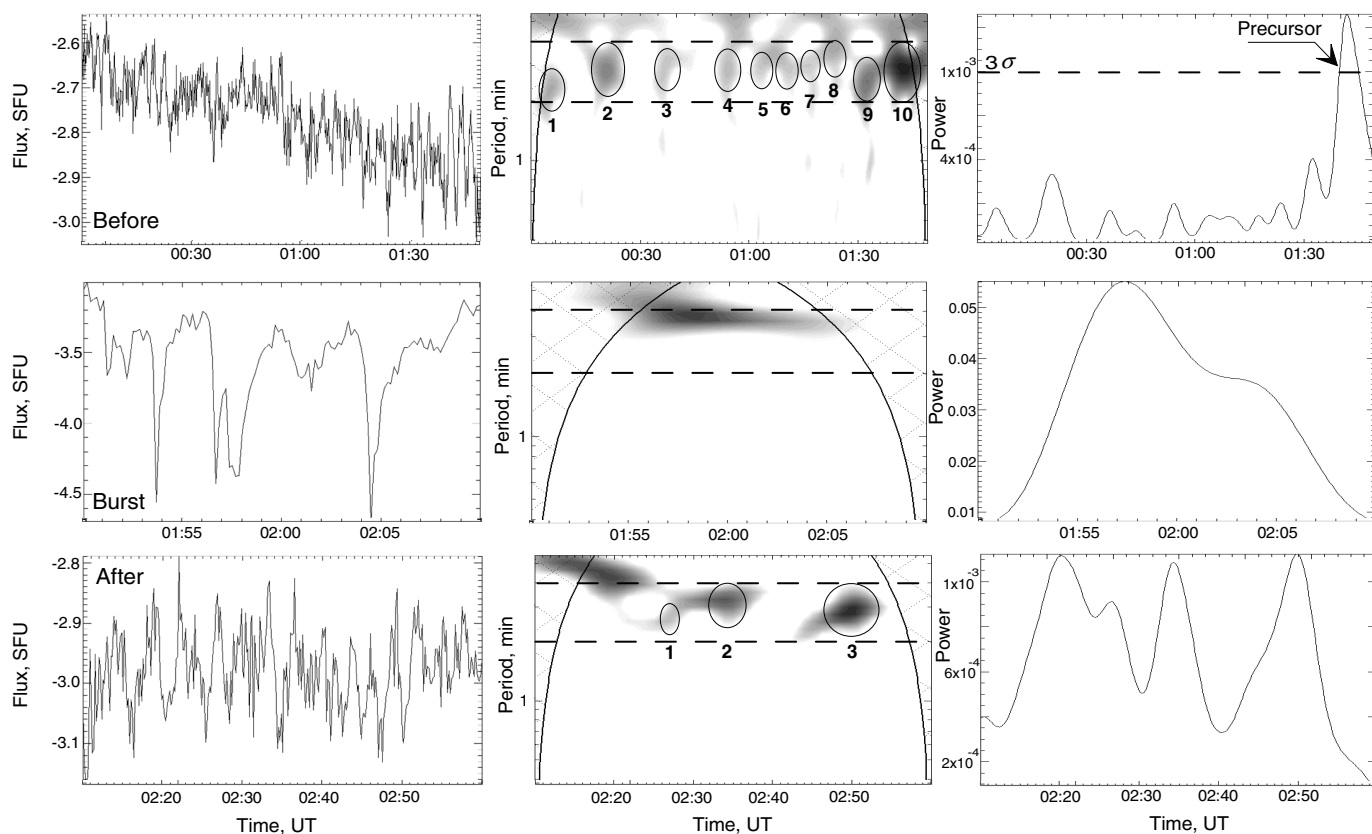 Flux, SFU
-2.6
-2.7
-2.8
-2.9
-3.0
Before
00:30 01:00 01:30
Period, min
1
1 2 3 4 5 6 7 8 9 10
00:30 01:00 01:30
Power
Precursor
3σ
1x10⁻³
4x10⁻⁴
00:30 01:00 01:30
Flux, SFU
-3.5
-4.0
-4.5
Burst
01:55 02:00 02:05
Period, min
1
01:55 02:00 02:05
Power
0.05
0.04
0.03
0.02
0.01
01:55 02:00 02:05
Flux, SFU
-2.8
-2.9
-3.0
-3.1
After
02:20 02:30 02:40 02:50
Time, UT
Period, min
1
1 2 3
02:20 02:30 02:40 02:50
Time, UT
Power
1x10⁻³
6x10⁻⁴
2x10⁻⁴
02:20 02:30 02:40 02:50
Time, UT